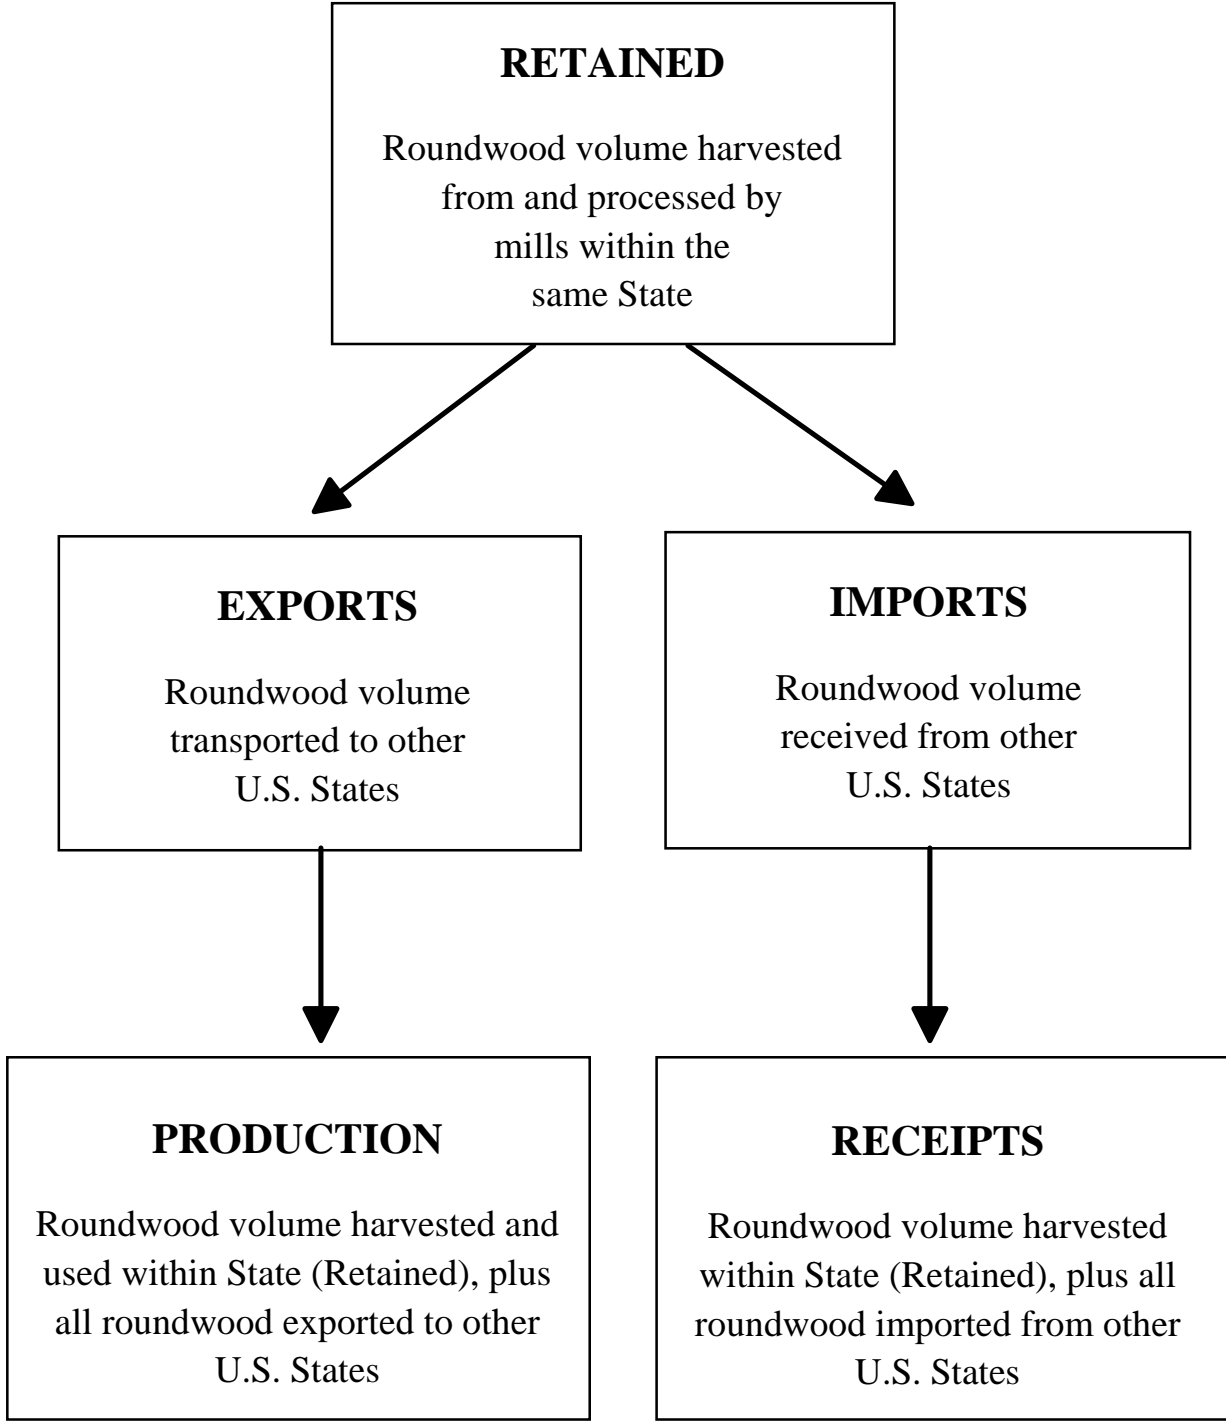 RETAINED
Roundwood volume harvested
from and processed by
mills within the
same State
EXPORTS
Roundwood volume
transported to other
U.S. States
IMPORTS
Roundwood volume
received from other
U.S. States
PRODUCTION
Roundwood volume harvested and
used within State (Retained), plus
all roundwood exported to other
U.S. States
RECEIPTS
Roundwood volume harvested
within State (Retained), plus all
roundwood imported from other
U.S. States